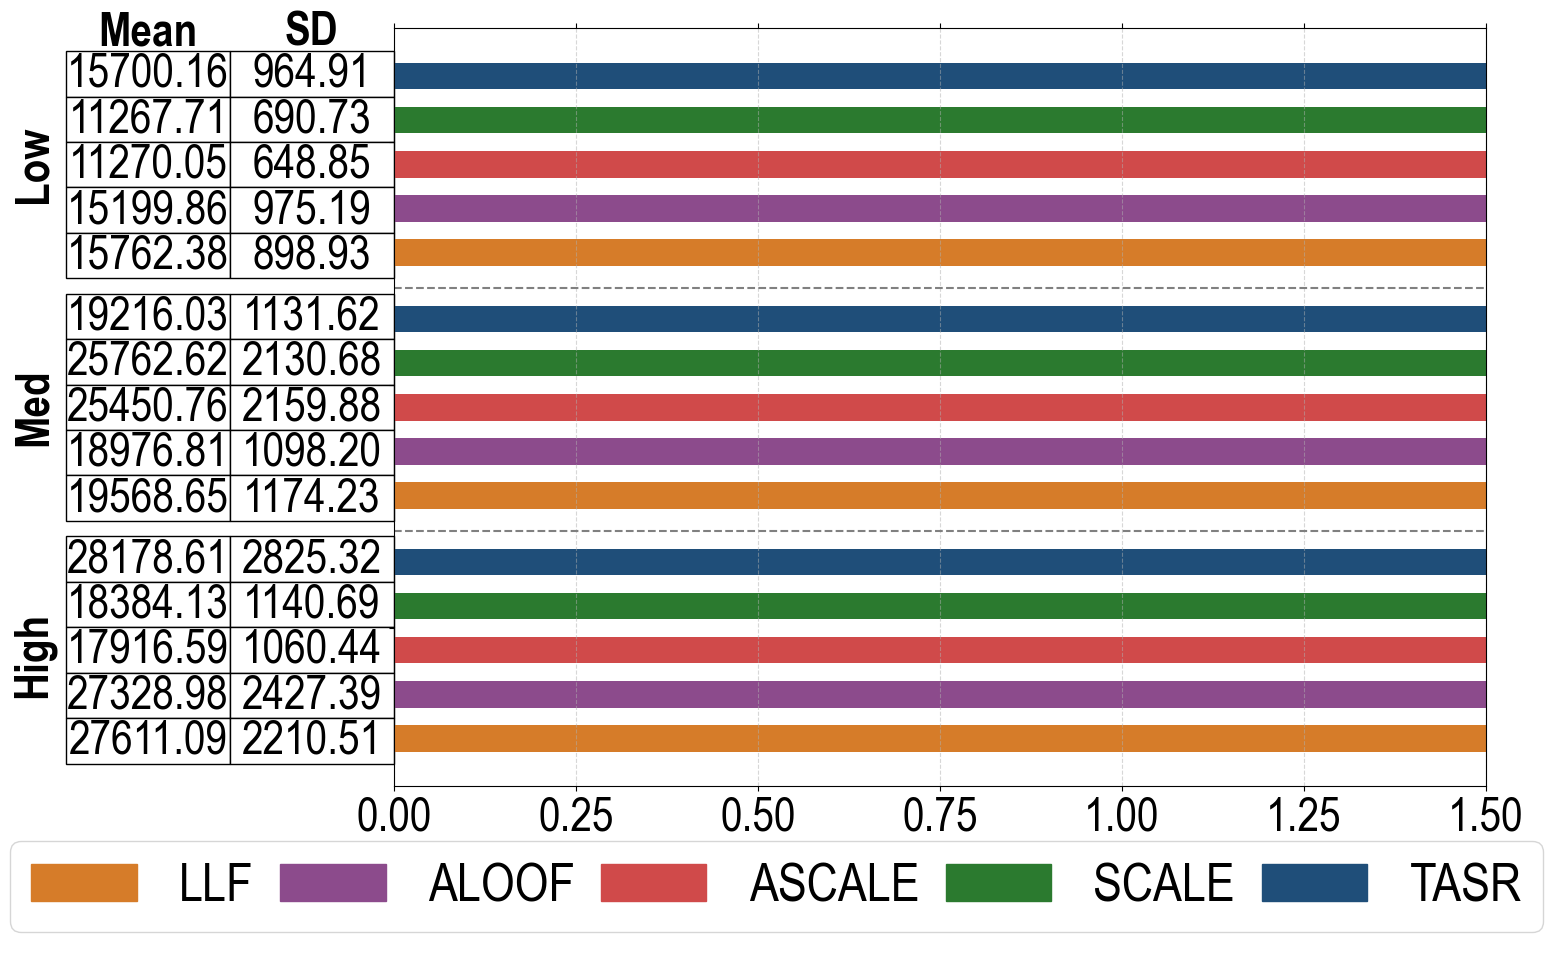 Mean SD
Low
15700.16 964.91
11267.71 690.73
11270.05 648.85
15199.86 975.19
15762.38 898.93
Med
19216.03 1131.62
25762.62 2130.68
25450.76 2159.88
18976.81 1098.20
19568.65 1174.23
High
28178.61 2825.32
18384.13 1140.69
17916.59 1060.44
27328.98 2427.39
27611.09 2210.51
0.00 0.25 0.50 0.75 1.00 1.25 1.50
LLF ALOOF ASCALE SCALE TASR